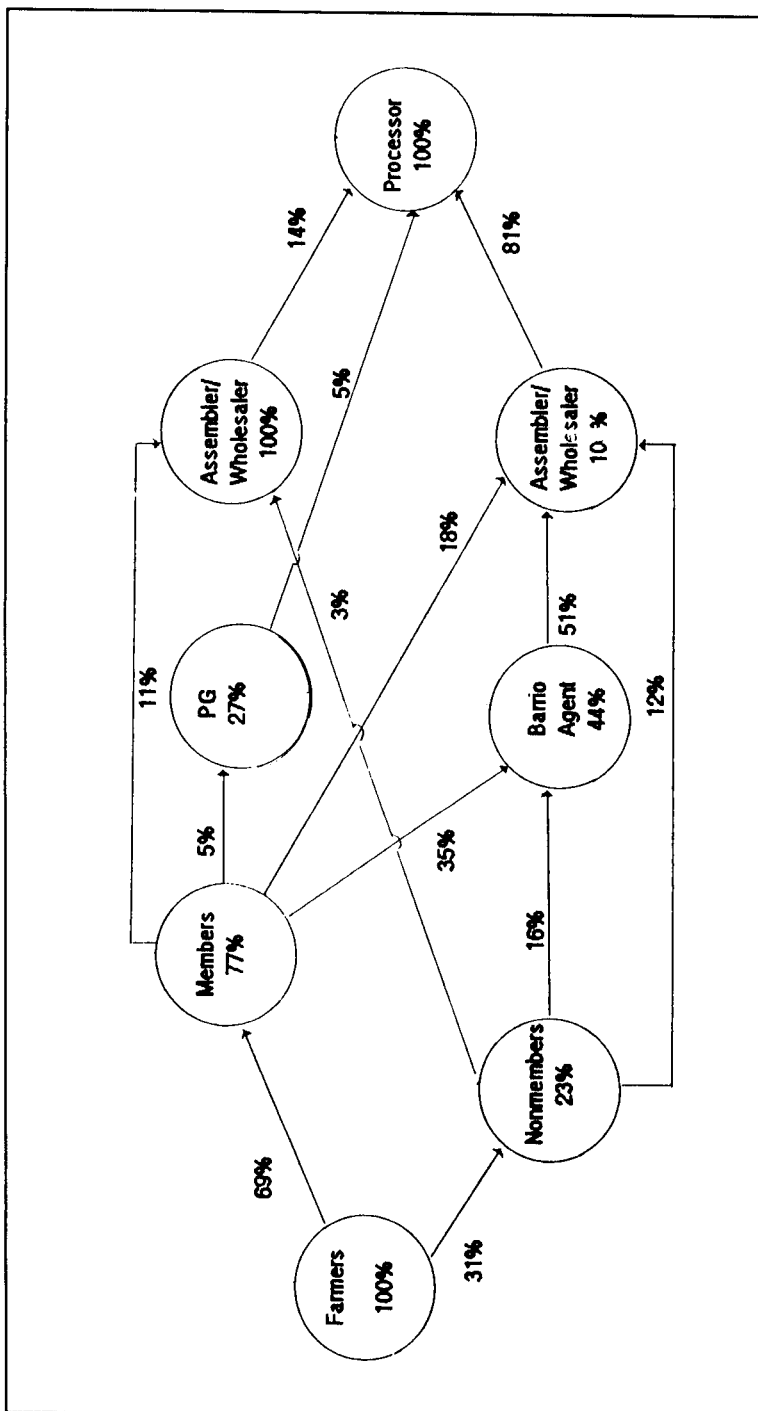 11%
Members
77%
5%
PG
27%
Assembler/
Wholesaler
100%
14%
69%
5%
Farmers
100%
35%
3%
18%
Processor
100%
31%
Nonmembers
23%
16%
Barrio
Agent
44%
51%
Assembler/
Wholesaler
81%
12%